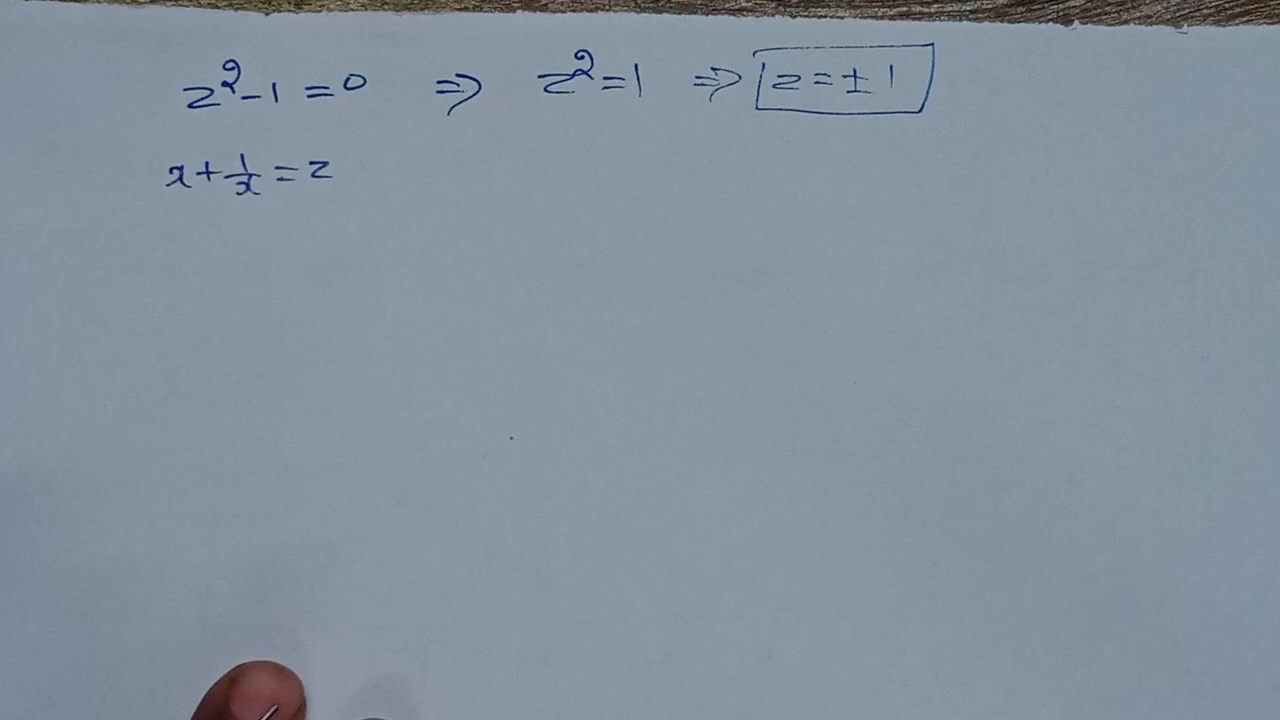 z²-1=0 ⇒ z²=1 ⇒ z=±1
x+1/x=z